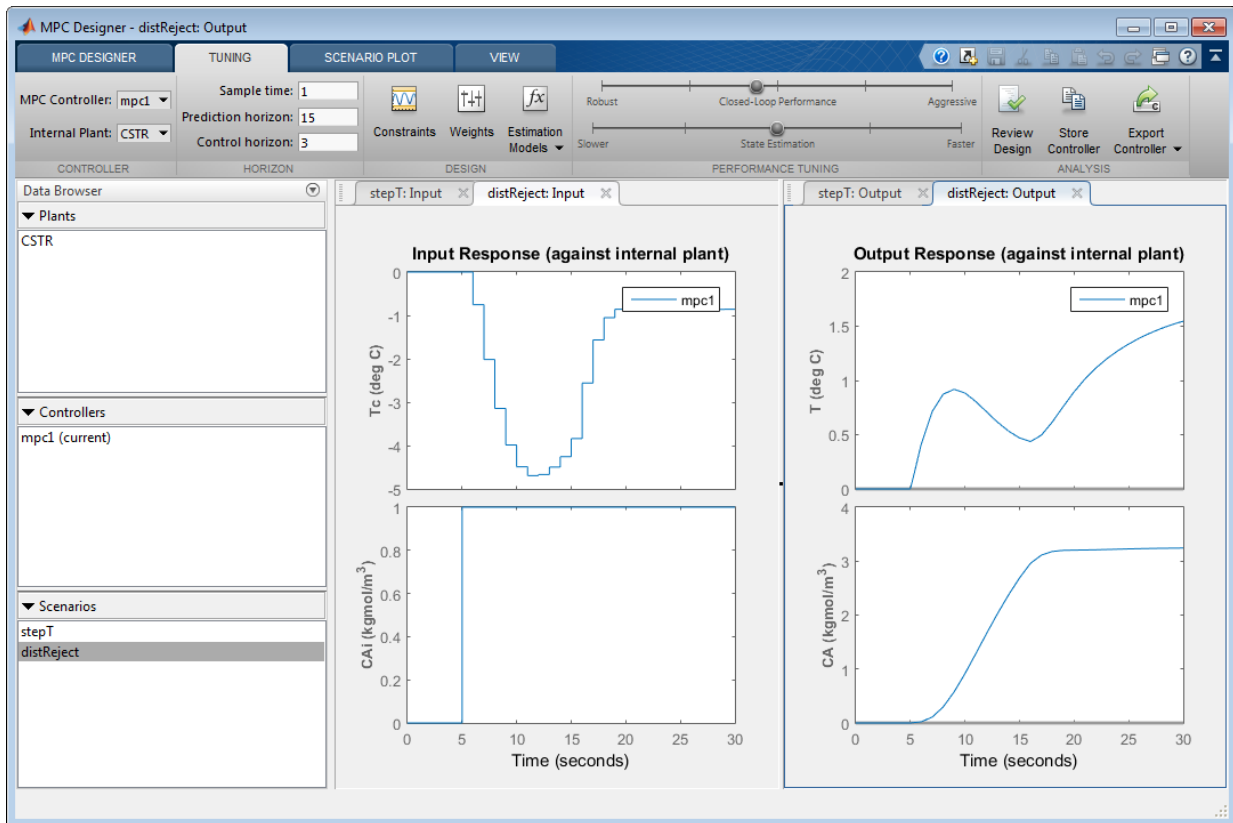 MPC Designer - distReject: Output
MPC DESIGNER TUNING SCENARIO PLOT VIEW
MPC Controller: mpc1
Internal Plant: CSTR
CONTROLLER
Sample time: 1
Prediction horizon: 15
Control horizon: 3
HORIZON
Constraints
Weights
fx
Estimation
Models
DESIGN
Robust Closed-Loop Performance Aggressive
Slower State Estimation Faster
PERFORMANCE TUNING
Review
Design
Store
Controller
C
Export
Controller
ANALYSIS
Data Browser
Plants
CSTR
Controllers
mpc1 (current)
Scenarios
stepT
distReject
stepT: Input distReject: Input
Input Response (against internal plant)
mpc1
Tc (deg C)
0
-1
-2
-3
-4
-5
CAi (kgmol/m³)
1
0.8
0.6
0.4
0.2
0
0 5 10 15 20 25 30
Time (seconds)
stepT: Output distReject: Output
Output Response (against internal plant)
mpc1
T (deg C)
2
1.5
1
0.5
0
CA (kgmol/m³)
4
3
2
1
0
0 5 10 15 20 25 30
Time (seconds)